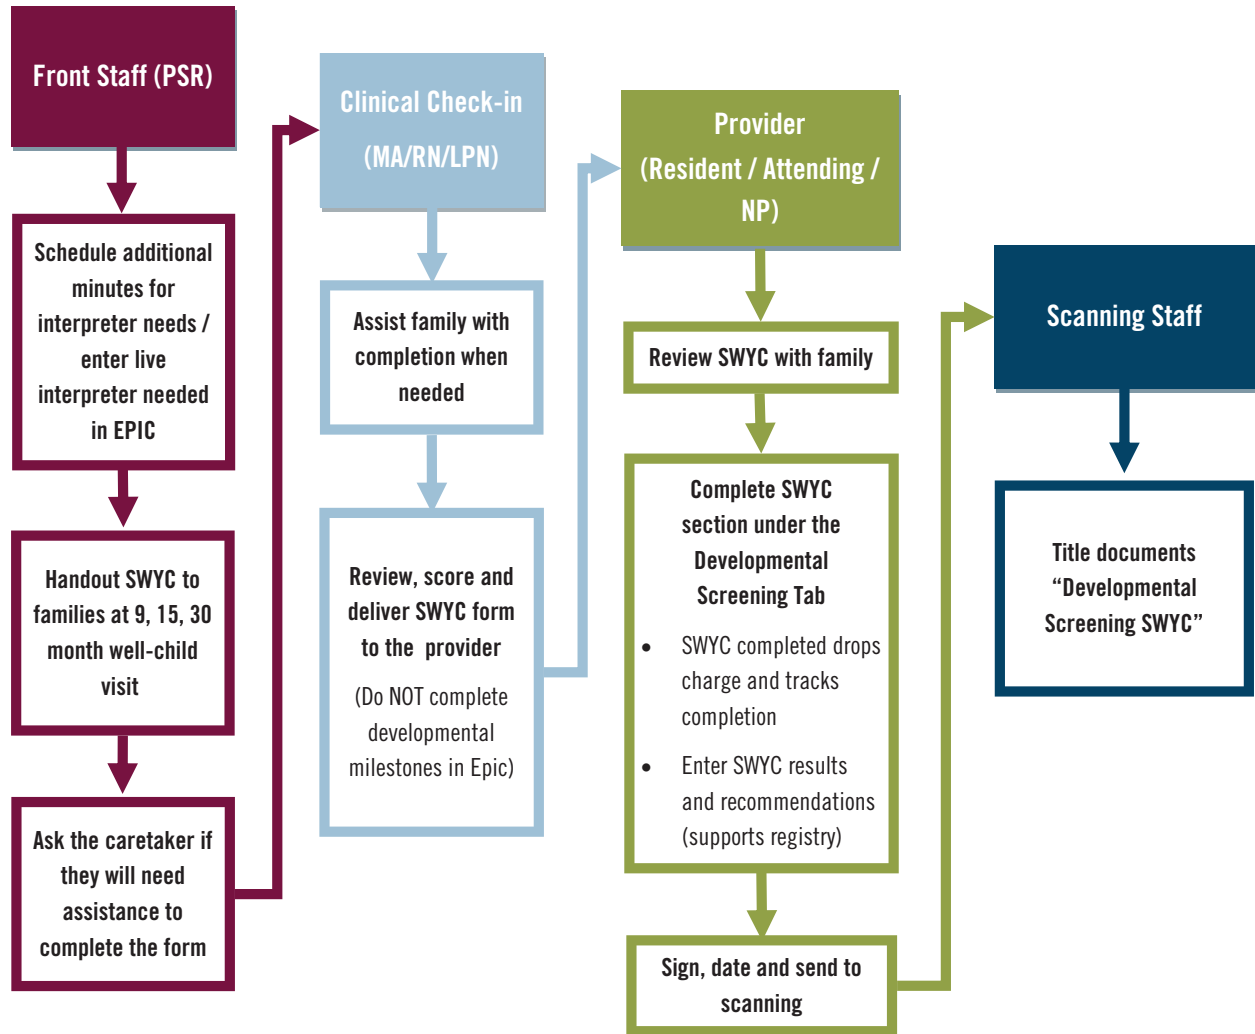 Front Staff (PSR)
Schedule additional
minutes for
interpreter needs /
enter live
interpreter needed
in EPIC
Handout SWYC to
families at 9, 15, 30
month well-child
visit
Ask the caretaker if
they will need
assistance to
complete the form
Clinical Check-in
(MA/RN/LPN)
Assist family with
completion when
needed
Review, score and
deliver SWYC form
to the provider
(Do NOT complete
developmental
milestones in Epic)
Provider
(Resident / Attending /
NP)
Review SWYC with family
Complete SWYC
section under the
Developmental
Screening Tab
• SWYC completed drops
charge and tracks
completion
• Enter SWYC results
and recommendations
(supports registry)
Sign, date and send to
scanning
Scanning Staff
Title documents
“Developmental
Screening SWYC”